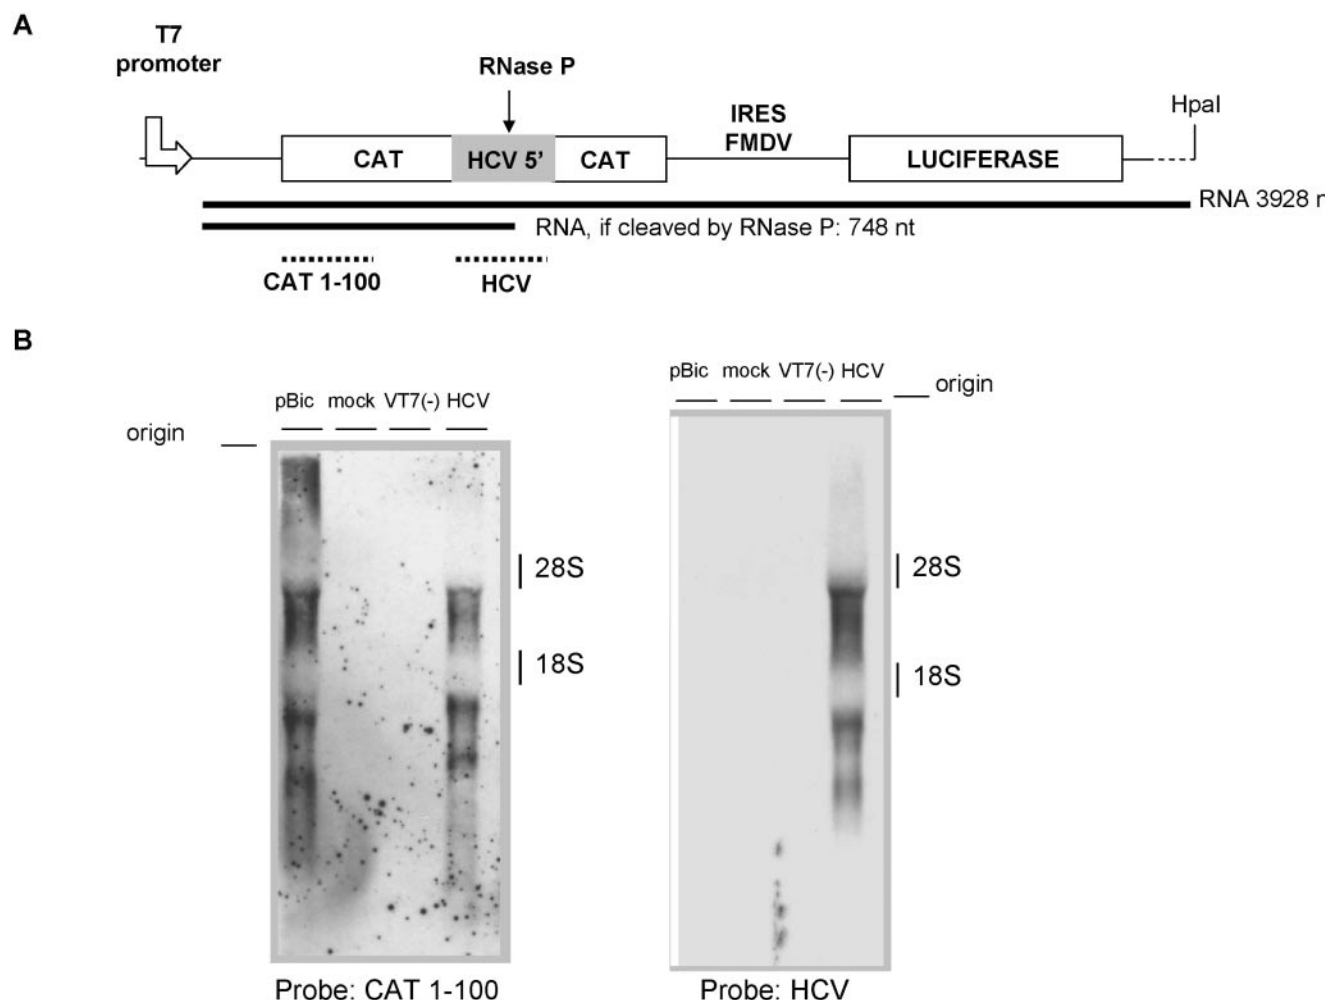 A
T7
promoter
RNase P
HpaI
IRES
FMDV
CAT
HCV 5’
CAT
LUCIFERASE
RNA 3928 n
RNA, if cleaved by RNase P: 748 nt
CAT 1-100
HCV
B
pBic mock VT7(-) HCV
origin
28S
18S
Probe: CAT 1-100
pBic mock VT7(-) HCV
origin
28S
18S
Probe: HCV